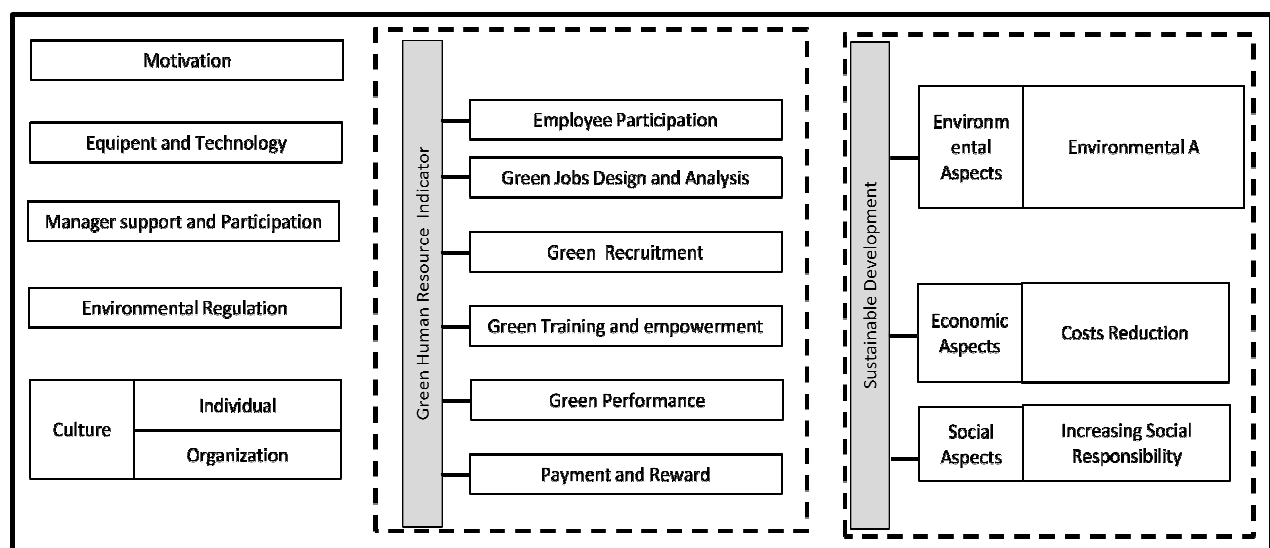 Motivation
Equipent and Technology
Manager support and Participation
Environmental Regulation
Culture
Individual
Organization
Green Human Resource Indicator
Employee Participation
Green Jobs Design and Analysis
Green Recruitment
Green Training and empowerment
Green Performance
Payment and Reward
Sustainable Development
Environm
ental
Aspects
Environmental A
Economic
Aspects
Costs Reduction
Social
Aspects
Increasing Social
Responsibility